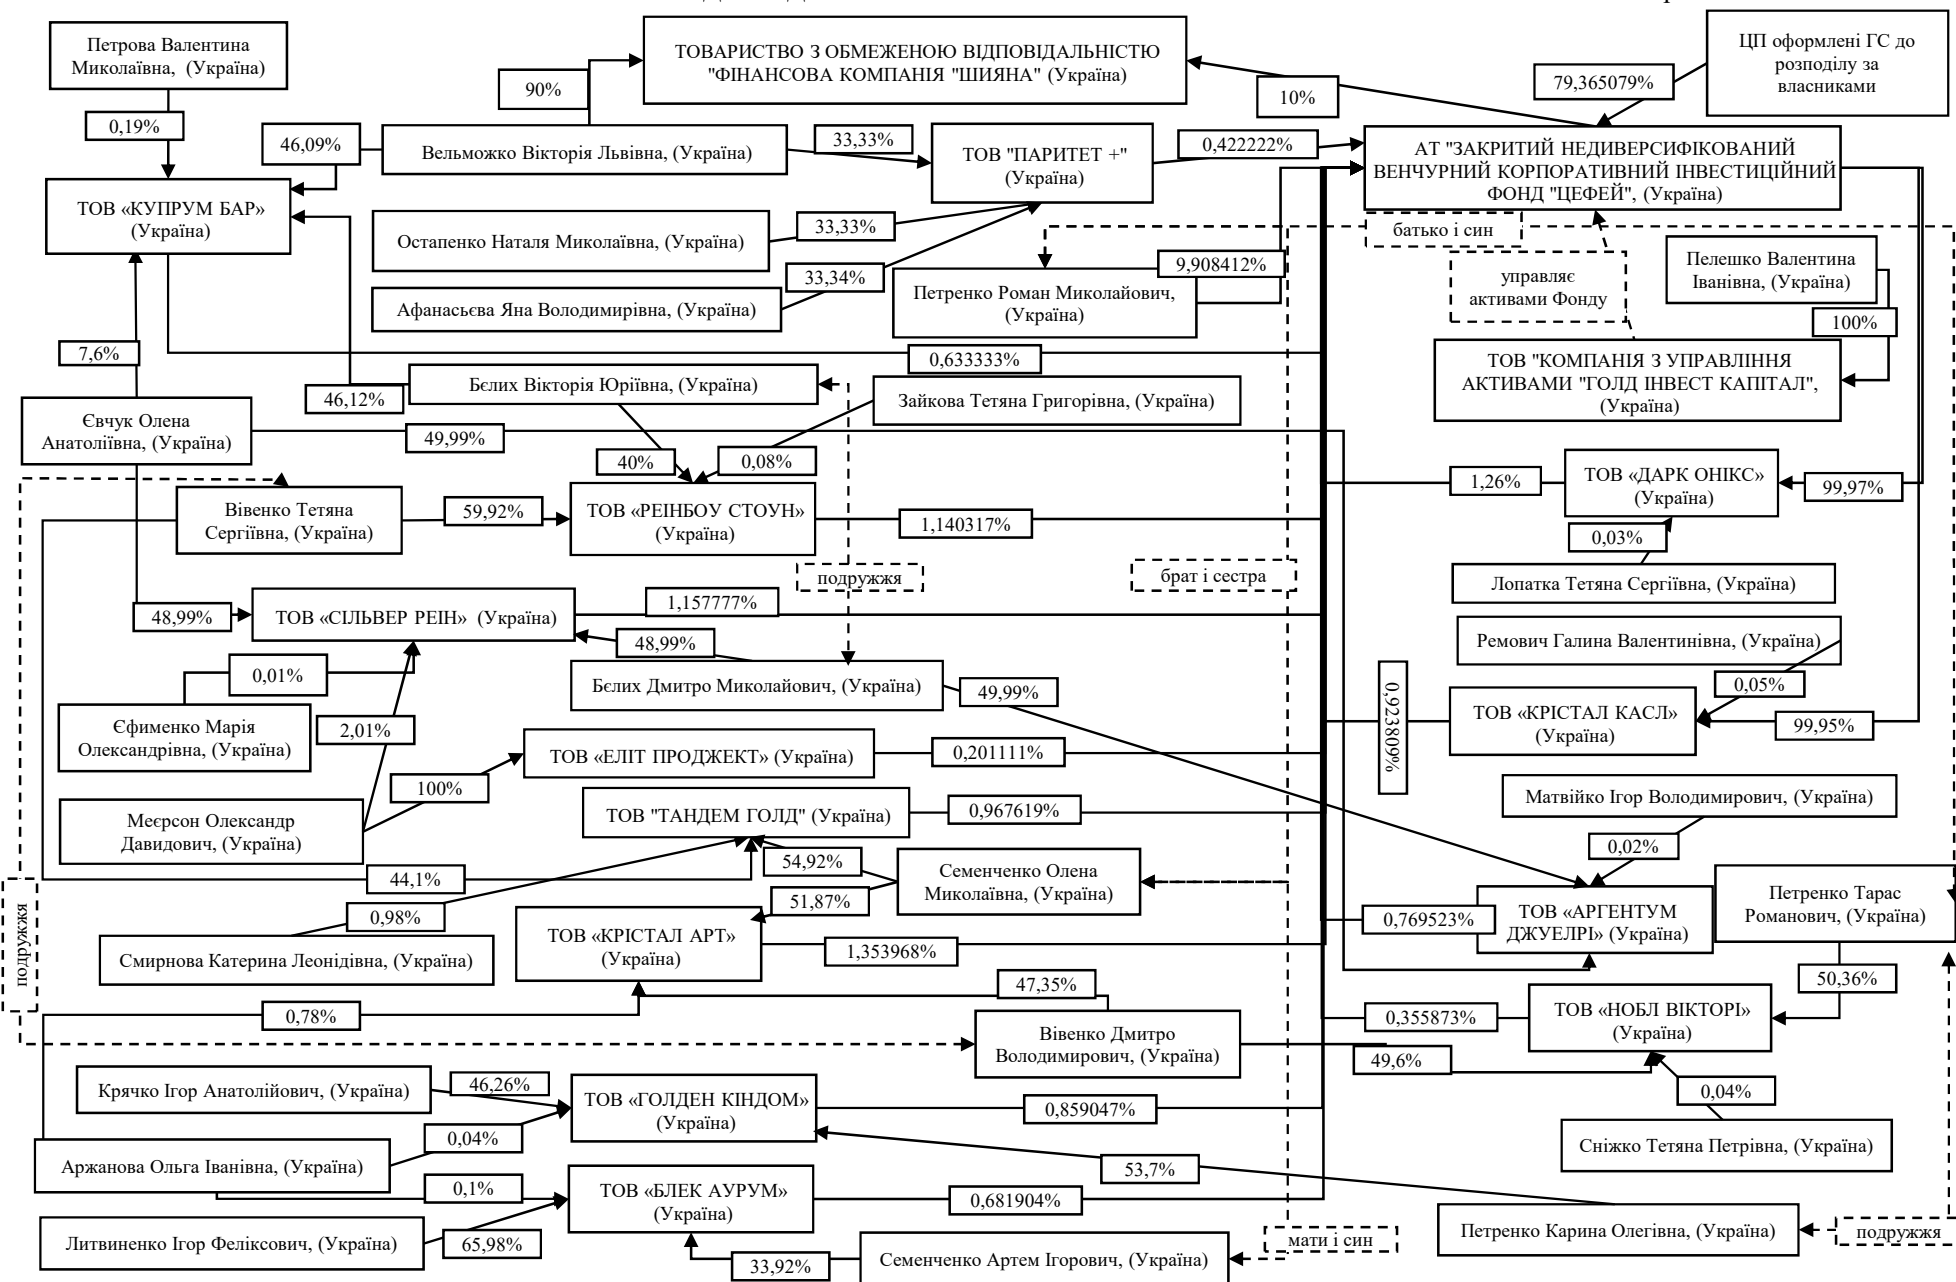 Петрова Валентина
Миколаївна, (Україна)
ТОВАРИСТВО З ОБМЕЖЕНОЮ ВІДПОВІДАЛЬНІСТЮ
"ФІНАНСОВА КОМПАНІЯ "ШИЯНА" (Україна)
ЦП оформлені ГС до
розподілу за
власниками
90%
10%
79,365079%
0,19%
46,09%
Вельможко Вікторія Львівна, (Україна)
33,33%
ТОВ "ПАРИТЕТ +"
(Україна)
0,422222%
АТ "ЗАКРИТИЙ НЕДИВЕРСИФІКОВАНИЙ
ВЕНЧУРНИЙ КОРПОРАТИВНИЙ ІНВЕСТИЦІЙНИЙ
ФОНД "ЦЕФЕЙ", (Україна)
ТОВ «КУПРУМ БАР»
(Україна)
Остапенко Наталя Миколаївна, (Україна)
33,33%
батько і син
Афанасьєва Яна Володимирівна, (Україна)
33,34%
Петренко Роман Миколайович,
(Україна)
9,908412%
управляє
активами Фонду
Пелешко Валентина
Іванівна, (Україна)
100%
7,6%
0,633333%
ТОВ "КОМПАНІЯ З УПРАВЛІННЯ
АКТИВАМИ "ГОЛД ІНВЕСТ КАПІТАЛ",
(Україна)
46,12%
Бєлих Вікторія Юріївна, (Україна)
Зайкова Тетяна Григорівна, (Україна)
Євчук Олена
Анатоліївна, (Україна)
49,99%
40%
0,08%
1,26%
ТОВ «ДАРК ОНІКС»
(Україна)
99,97%
Вівенко Тетяна
Сергіївна, (Україна)
59,92%
ТОВ «РЕІНБОУ СТОУН»
(Україна)
1,140317%
0,03%
Лопатка Тетяна Сергіївна, (Україна)
подружжя
брат і сестра
48,99%
ТОВ «СІЛЬВЕР РЕІН» (Україна)
1,157777%
Ремович Галина Валентинівна, (Україна)
48,99%
0,01%
Бєлих Дмитро Миколайович, (Україна)
49,99%
0,923809%
0,05%
Єфименко Марія
Олександрівна, (Україна)
2,01%
ТОВ «КРІСТАЛ КАСЛ»
(Україна)
99,95%
ТОВ «ЕЛІТ ПРОДЖЕКТ» (Україна)
0,201111%
100%
Меєрсон Олександр
Давидович, (Україна)
ТОВ "ТАНДЕМ ГОЛД" (Україна)
0,967619%
Матвійко Ігор Володимирович, (Україна)
0,02%
44,1%
54,92%
Семенченко Олена
Миколаївна, (Україна)
51,87%
0,98%
0,769523%
ТОВ «АРГЕНТУМ
ДЖУЕЛРІ» (Україна)
Петренко Тарас
Романович, (Україна)
подружжя
Смирнова Катерина Леонідівна, (Україна)
ТОВ «КРІСТАЛ АРТ»
(Україна)
1,353968%
47,35%
50,36%
0,78%
Вівенко Дмитро
Володимирович, (Україна)
0,355873%
ТОВ «НОБЛ ВІКТОРІ»
(Україна)
49,6%
Крячко Ігор Анатолійович, (Україна)
46,26%
ТОВ «ГОЛДЕН КІНДОМ»
(Україна)
0,859047%
0,04%
0,04%
Сніжко Тетяна Петрівна, (Україна)
Аржанова Ольга Іванівна, (Україна)
0,1%
ТОВ «БЛЕК АУРУМ»
(Україна)
53,7%
0,681904%
Литвиненко Ігор Феліксович, (Україна)
65,98%
33,92%
Семенченко Артем Ігорович, (Україна)
мати і син
Петренко Карина Олегівна, (Україна)
подружжя